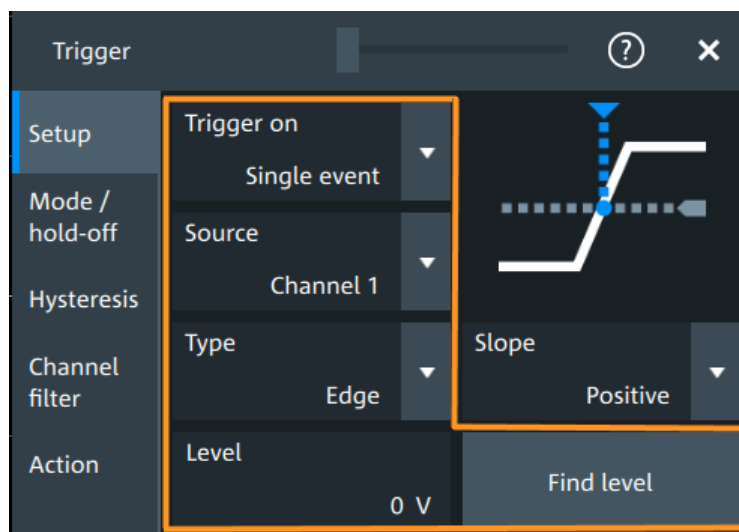 Trigger
?
Setup
Mode /
hold-off
Hysteresis
Channel
filter
Action
Trigger on
Single event
Source
Channel 1
Type
Edge
Slope
Positive
Level
0 V
Find level